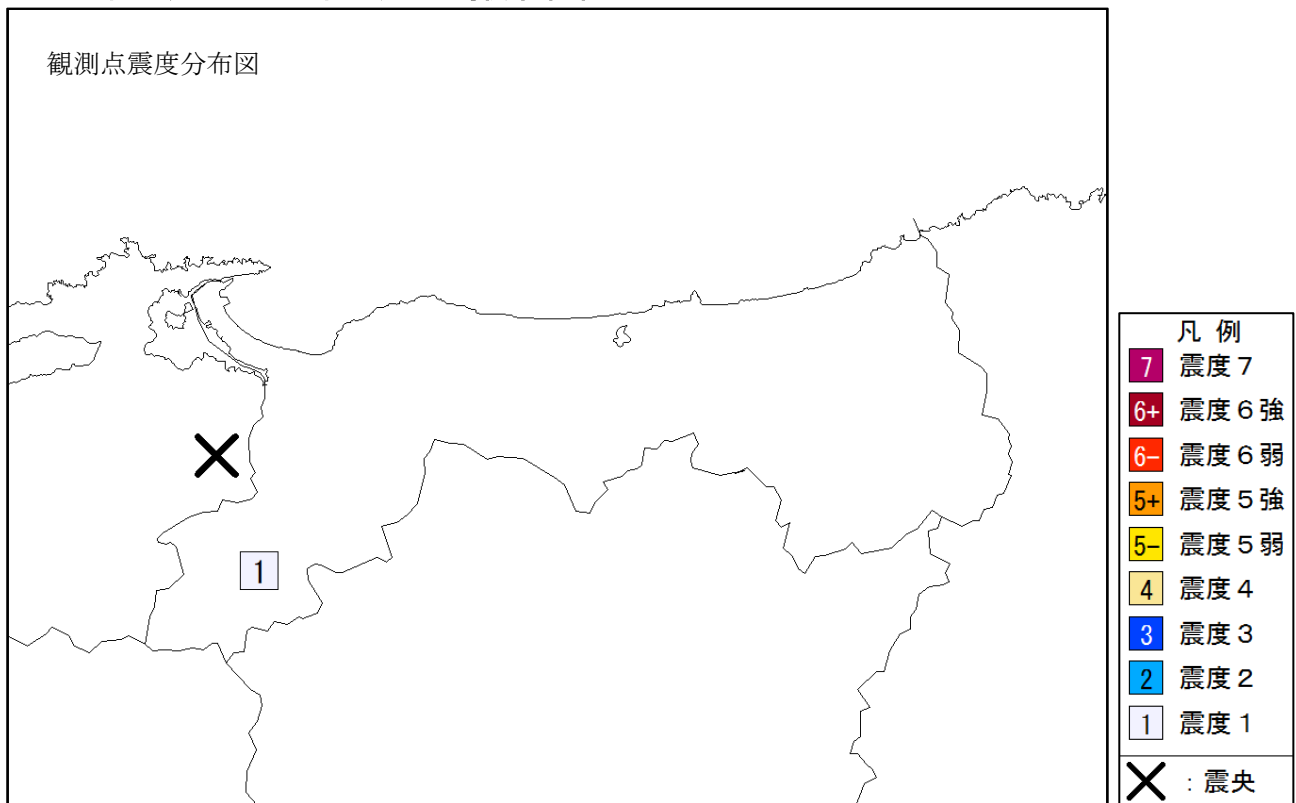 観測点震度分布図
1
凡 例
7 震度７
6+ 震度６強
6− 震度６弱
5+ 震度５強
5− 震度５弱
4 震度４
3 震度３
2 震度２
1 震度１
：震央